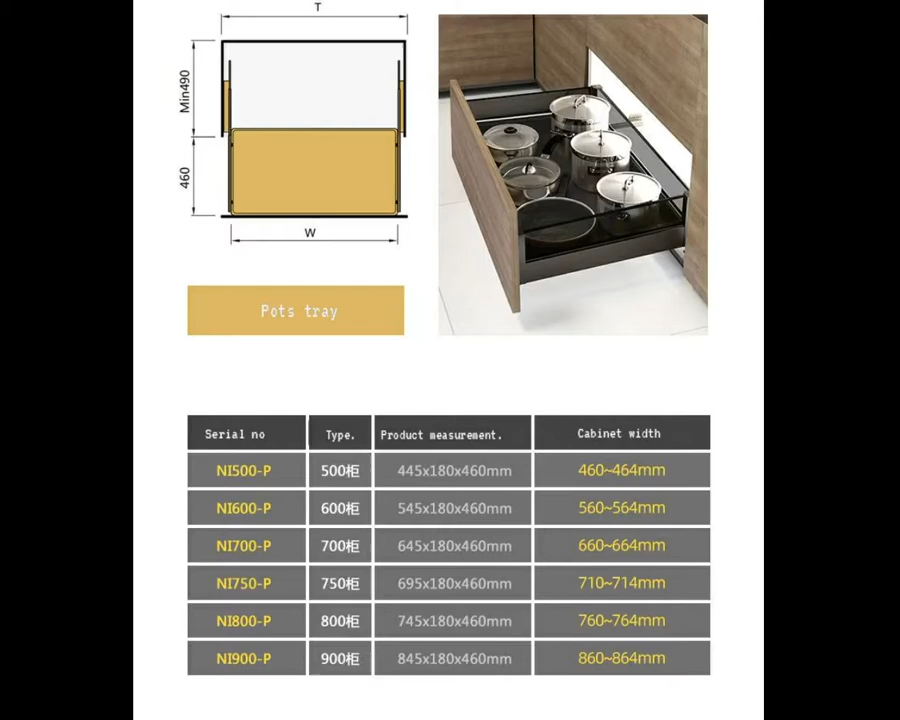 T
Min490
460
W
Pots tray
Serial no Type. Product measurement. Cabinet width
NI500-P 500柜 445x180x460mm 460~464mm
NI600-P 600柜 545x180x460mm 560~564mm
NI700-P 700柜 645x180x460mm 660~664mm
NI750-P 750柜 695x180x460mm 710~714mm
NI800-P 800柜 745x180x460mm 760~764mm
NI900-P 900柜 845x180x460mm 860~864mm